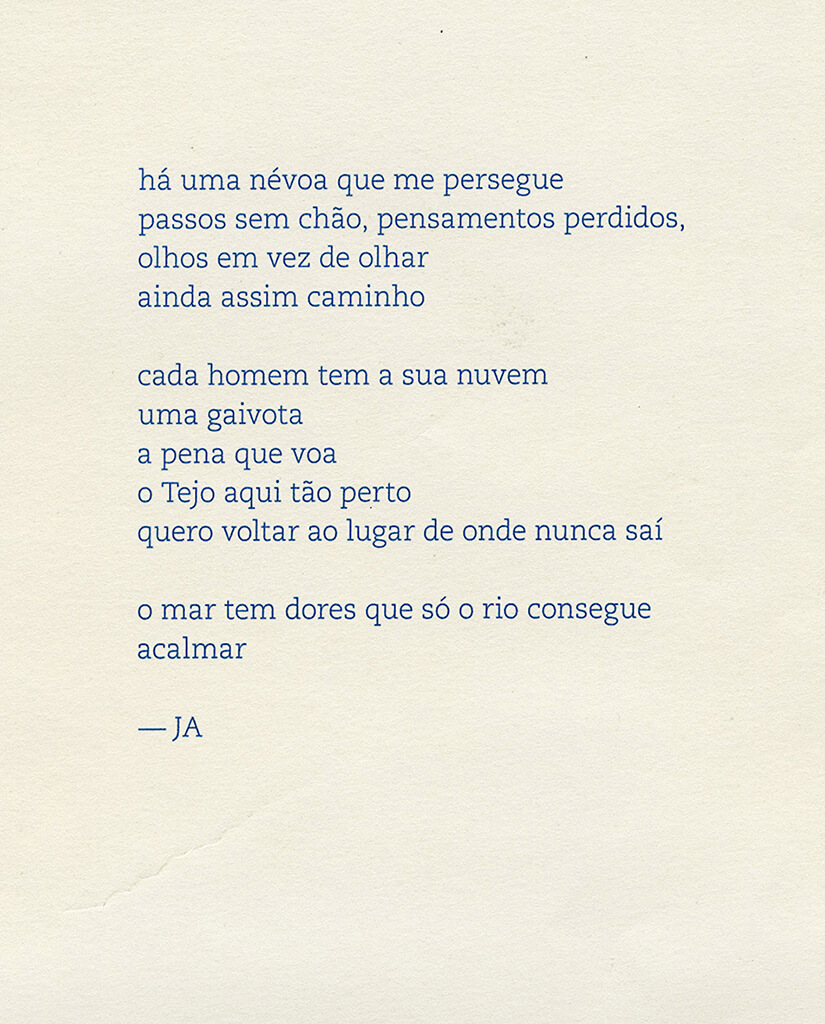 há uma névoa que me persegue
passos sem chão, pensamentos perdidos,
olhos em vez de olhar
ainda assim caminho

cada homem tem a sua nuvem
uma gaivota
a pena que voa
o Tejo aqui tão perto
quero voltar ao lugar de onde nunca saí

o mar tem dores que só o rio consegue
acalmar

— JA